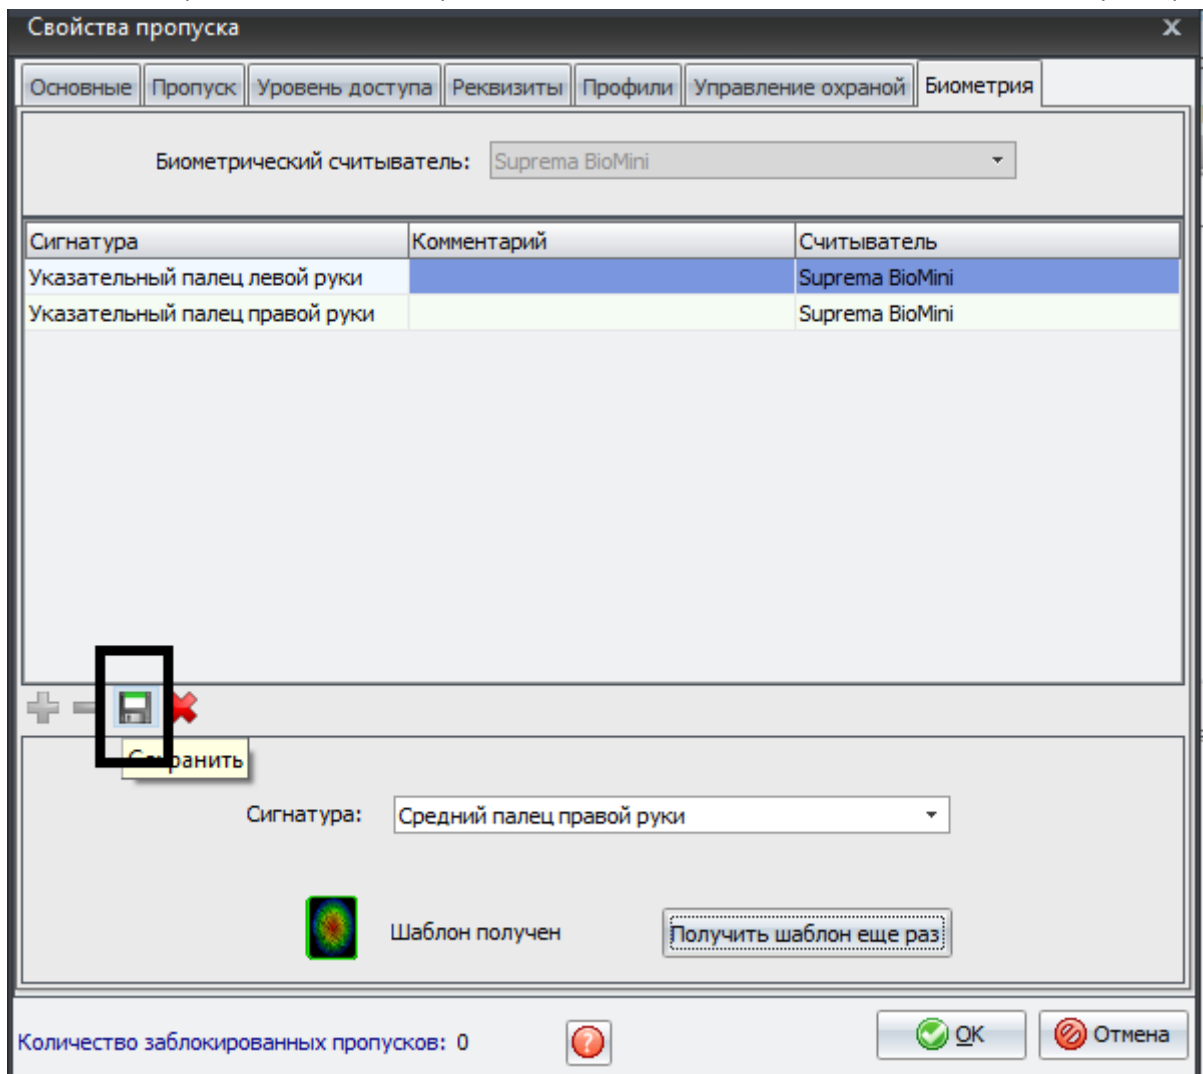 Свойства пропуска
Основные Пропуск Уровень доступа Реквизиты Профили Управление охраной Биометрия
Биометрический считыватель: Suprema BioMini
Сигнатура Комментарий Считыватель
Указательный палец левой руки Suprema BioMini
Указательный палец правой руки Suprema BioMini
Сохранить
Сигнатура: Средний палец правой руки
Шаблон получен Получить шаблон еще раз
Количество заблокированных пропусков: 0 OK Отмена